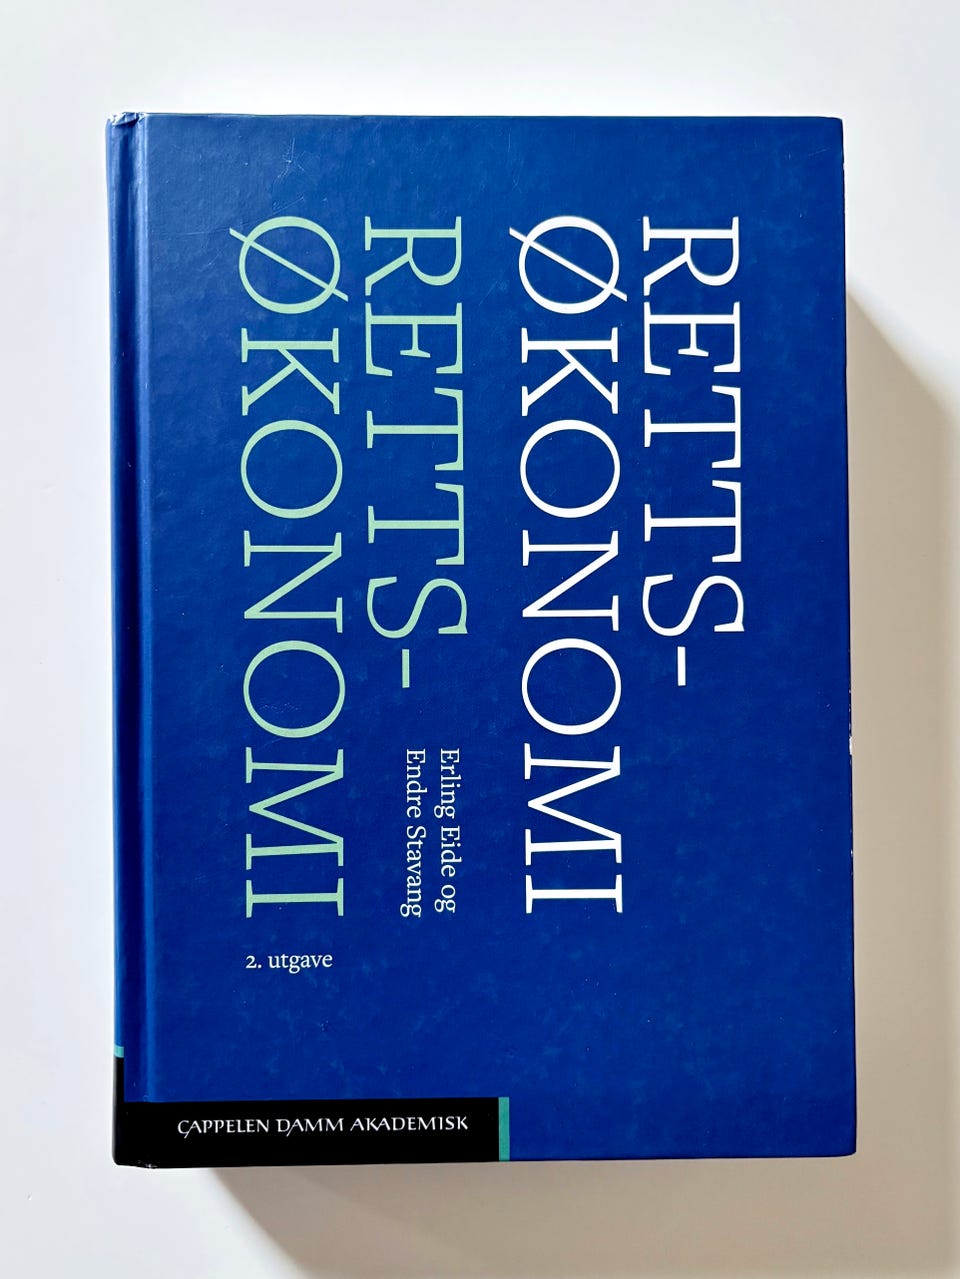 RETTS-
ØKONOMI
RETTS-
ØKONOMI
Erling Eide og
Endre Stavang
2. utgave
CAPPELEN DAMM AKADEMISK